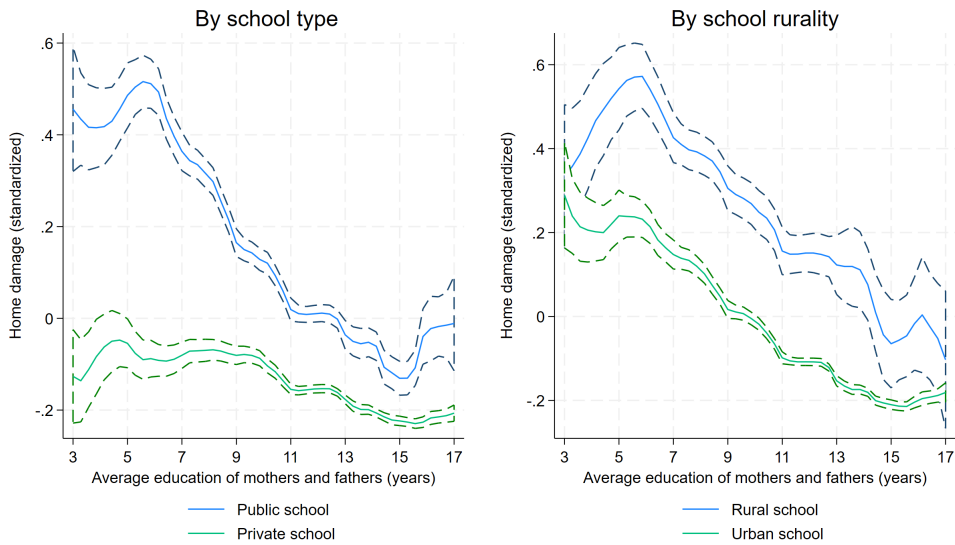 By school type
Home damage (standardized)
.6
.4
.2
0
-.2
3 5 7 9 11 13 15 17
Average education of mothers and fathers (years)
Public school
Private school
By school rurality
Home damage (standardized)
.6
.4
.2
0
-.2
3 5 7 9 11 13 15 17
Average education of mothers and fathers (years)
Rural school
Urban school